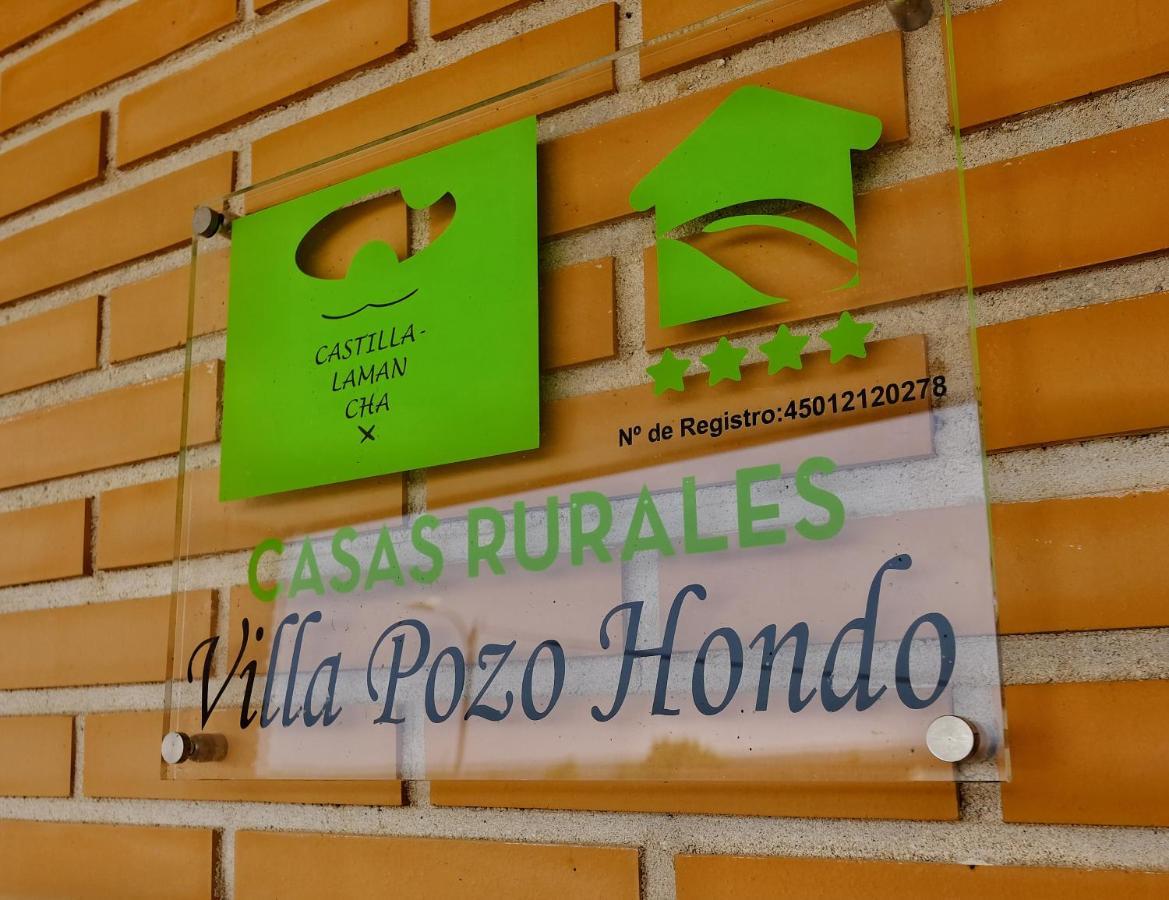 CASTILLA-
LAMAN
CHA
Nº de Registro:45012120278
CASAS RURALES
Villa Pozo Hondo